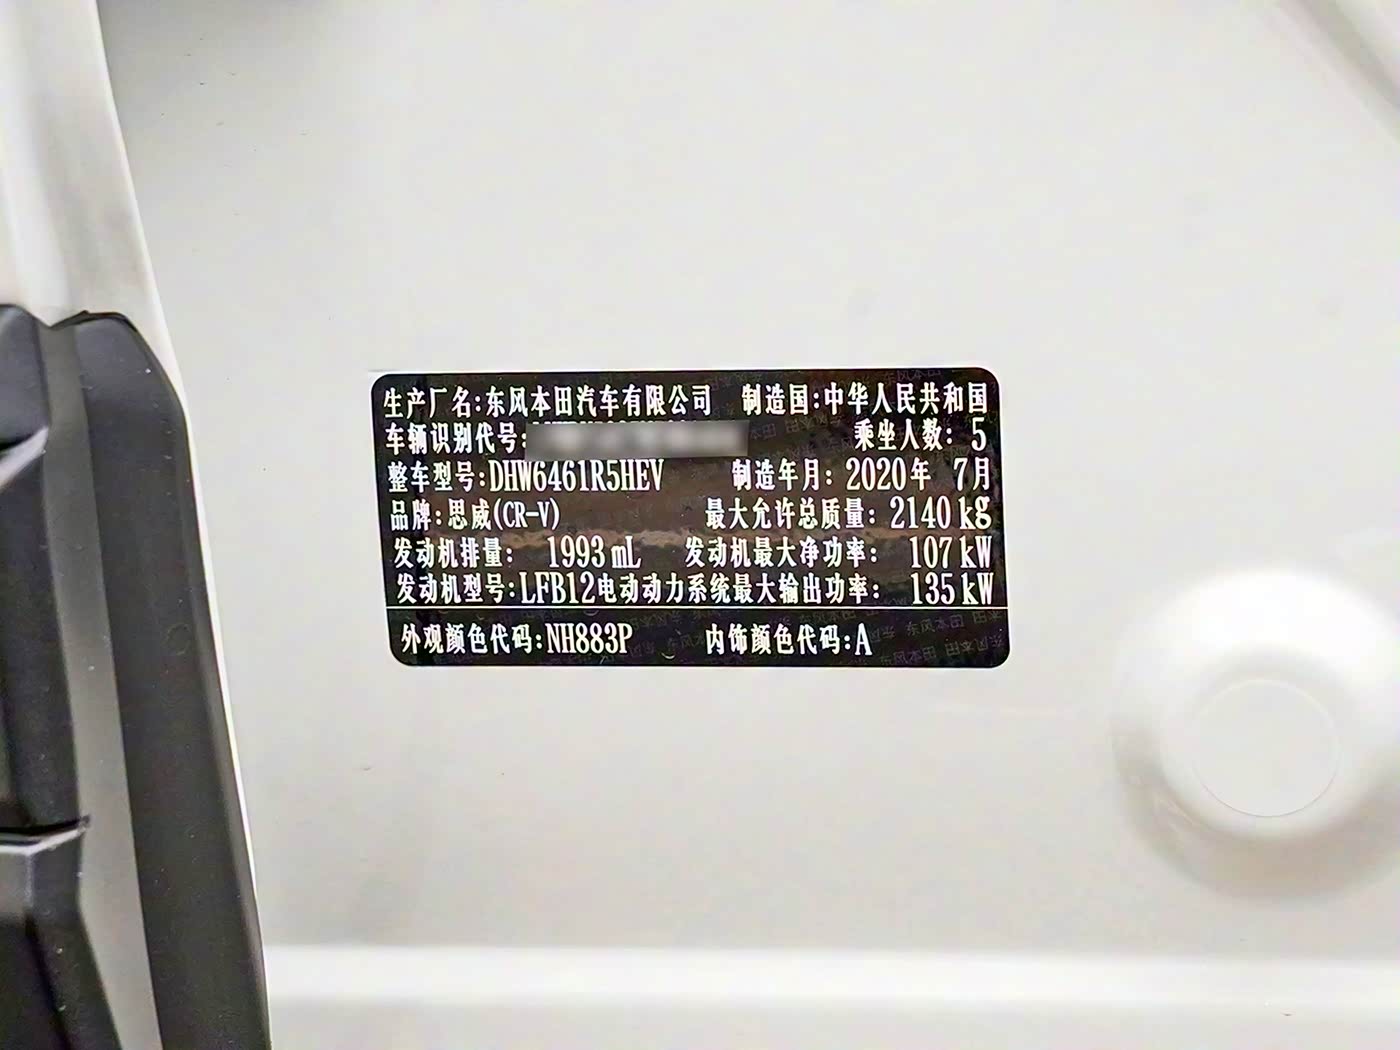 生产厂名:东风本田汽车有限公司 制造国:中华人民共和国
车辆识别代号: 乘坐人数: 5
整车型号:DHW6461R5HEV 制造年月: 2020年 7月
品牌:思威(CR-V) 最大允许总质量: 2140 kg
发动机排量: 1993 mL 发动机最大净功率: 107 kW
发动机型号:LFB12 电动动力系统最大输出功率: 135 kW
外观颜色代码:NH883P 内饰颜色代码:A